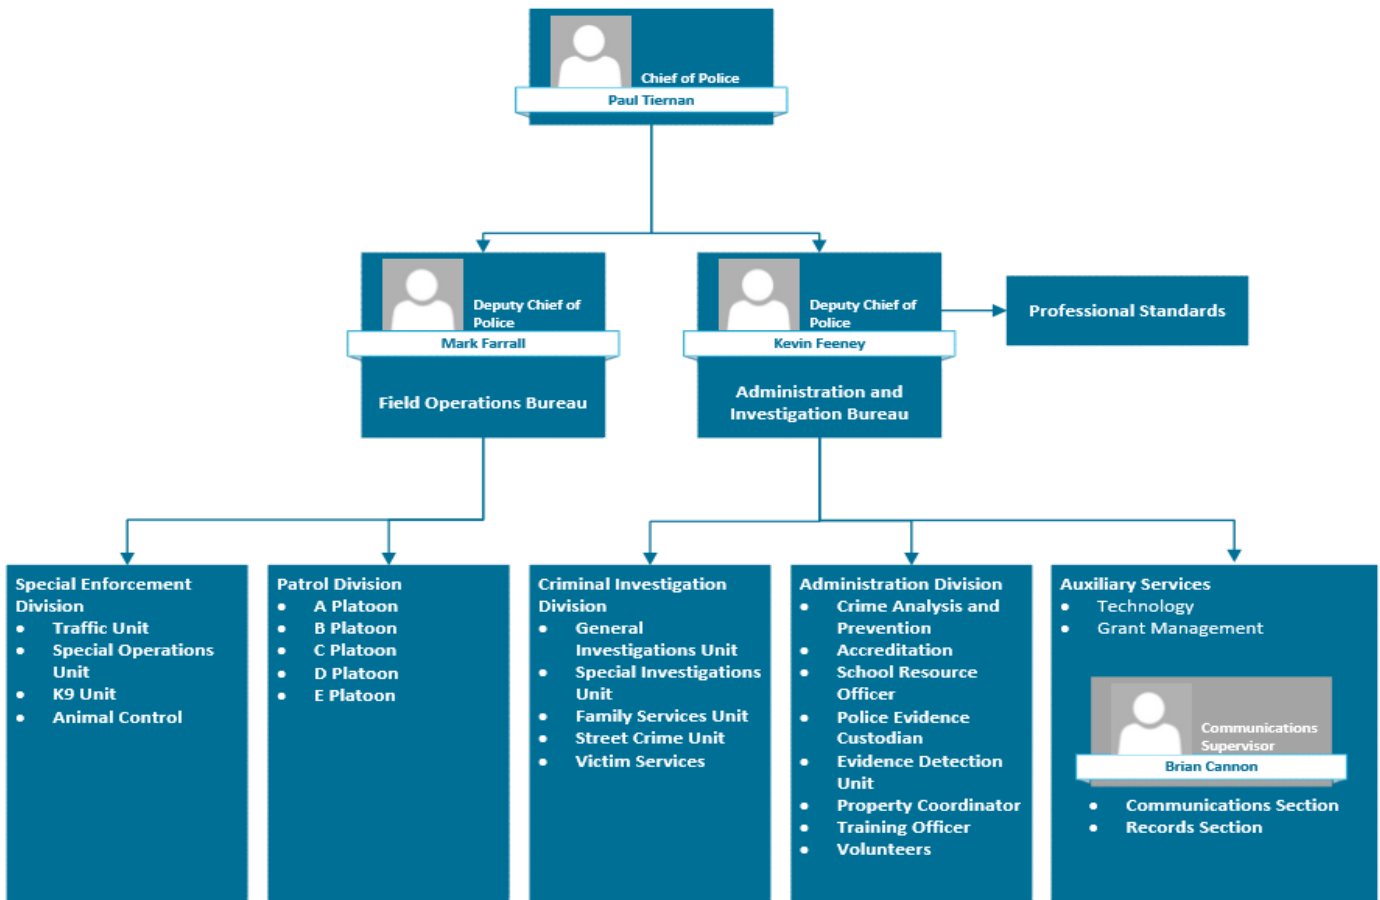 Chief of Police
Paul Tiernan
Deputy Chief of
Police
Mark Farrall
Field Operations Bureau
Deputy Chief of
Police
Kevin Feeney
Administration and
Investigation Bureau
Professional Standards
Special Enforcement
Division
● Traffic Unit
● Special Operations
Unit
● K9 Unit
● Animal Control
Patrol Division
● A Platoon
● B Platoon
● C Platoon
● D Platoon
● E Platoon
Criminal Investigation
Division
● General
Investigations Unit
● Special Investigations
Unit
● Family Services Unit
● Street Crime Unit
● Victim Services
Administration Division
● Crime Analysis and
Prevention
● Accreditation
● School Resource
Officer
● Police Evidence
Custodian
● Evidence Detection
Unit
● Property Coordinator
● Training Officer
● Volunteers
Auxiliary Services
● Technology
● Grant Management
Communications
Supervisor
Brian Cannon
● Communications Section
● Records Section